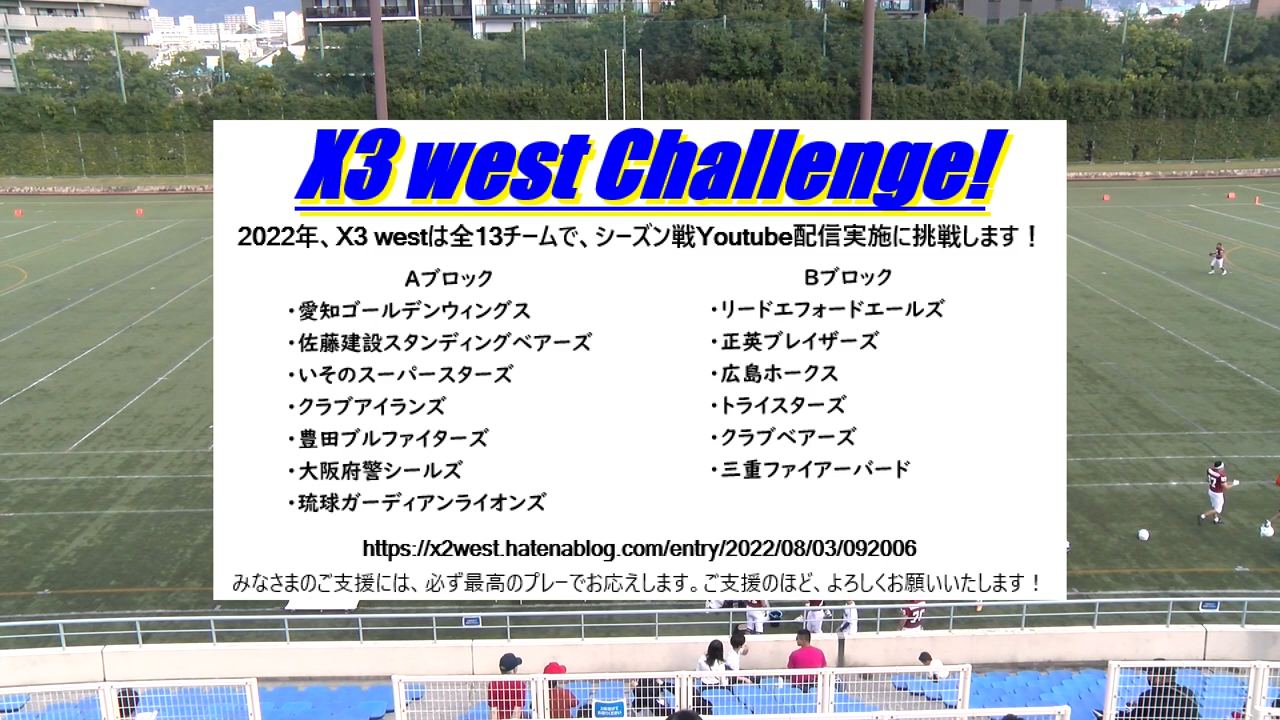 X3 west Challenge!
2022年、X3 westは全13チームで、シーズン戦Youtube配信実施に挑戦します！
Aブロック
・愛知ゴールデンウィングス
・佐藤建設スタンディングベアーズ
・いそのスーパースターズ
・クラブアイランズ
・豊田ブルファイターズ
・大阪府警シールズ
・琉球ガーディアンライオンズ
Bブロック
・リードエフォードエールズ
・正英ブレイザーズ
・広島ホークス
・トライスターズ
・クラブベアーズ
・三重ファイアーバード
https://x2west.hatenablog.com/entry/2022/08/03/092006
みなさまのご支援には、必ず最高のプレーでお応えします。ご支援のほど、よろしくお願いいたします！